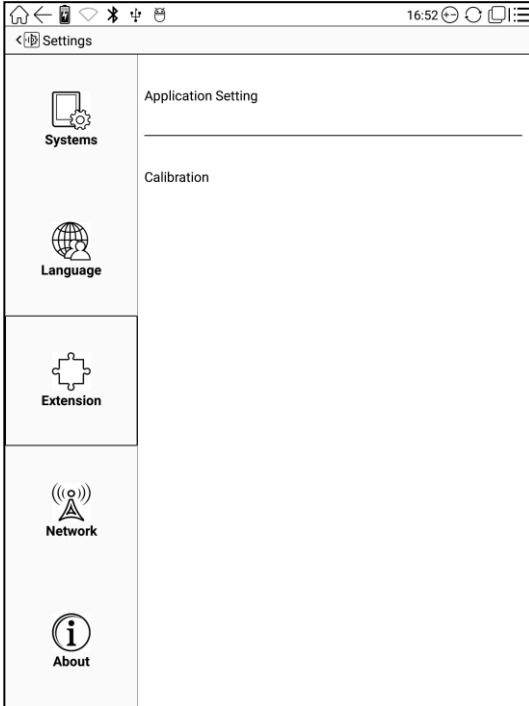 16:52
Settings
Application Setting
Systems
Calibration
Language
Extension
Network
About